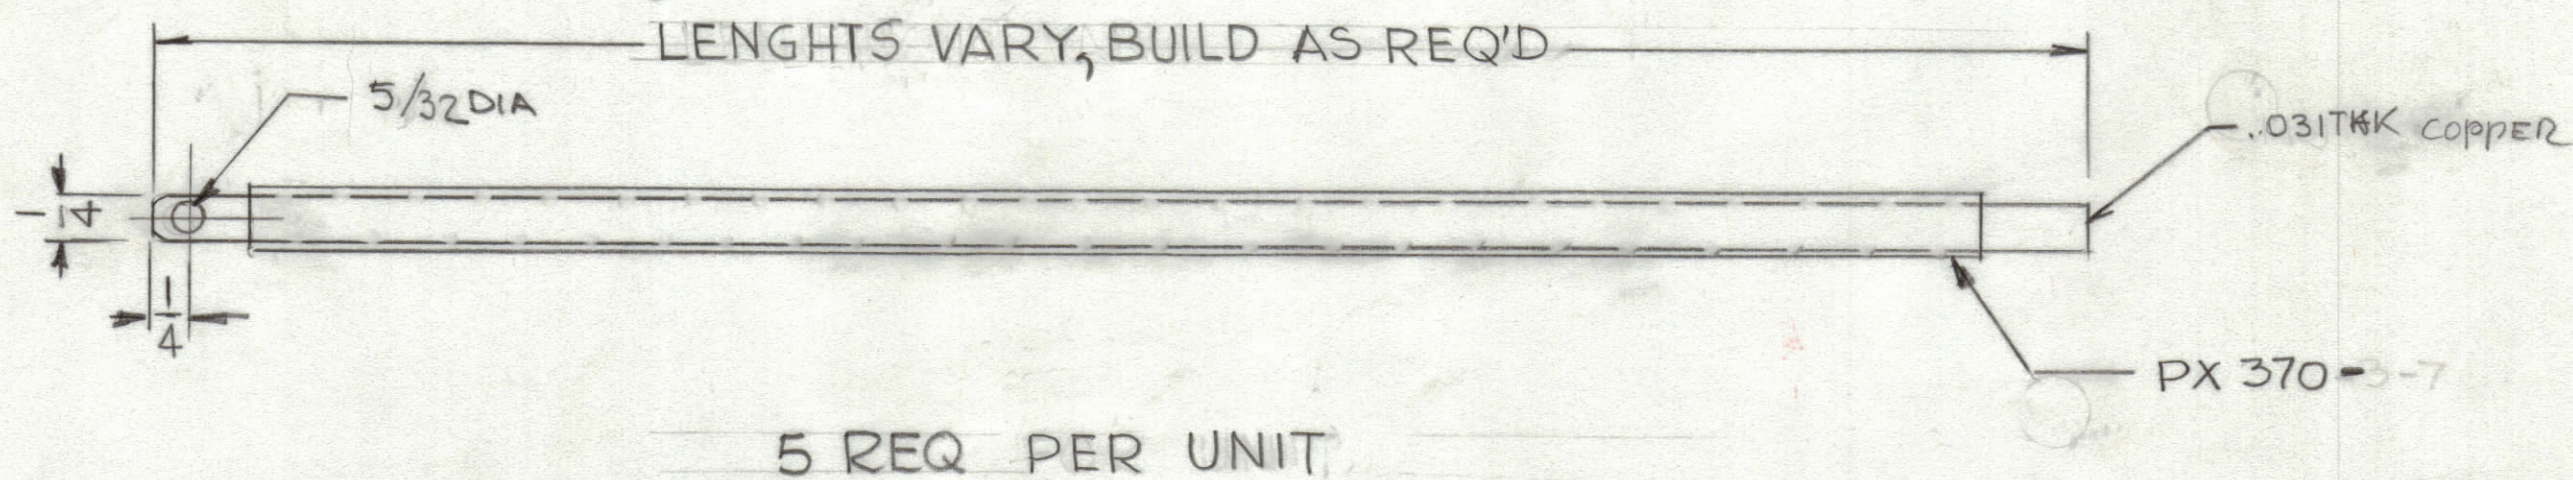 LENGHTS VARY, BUILD AS REQ'D
5/32 DIA
.031 THK COPPER
1/4
1/4
PX 370-3-7
5 REQ PER UNIT